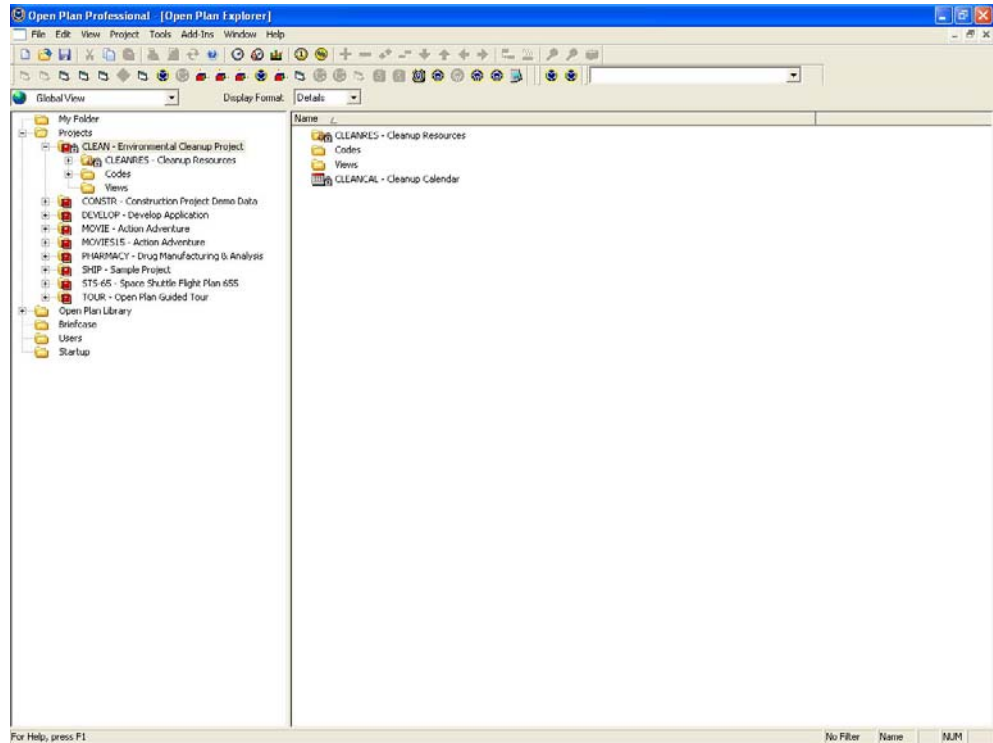 Open Plan Professional - [Open Plan Explorer]
File Edit View Project Tools Add-Ins Window Help
Global View Display Format: Details
My Folder
Projects
CLEAN - Environmental Cleanup Project
CLEANRES - Cleanup Resources
Codes
Views
CONSTR - Construction Project Demo Data
DEVELOP - Develop Application
MOVIE - Action Adventure
MOVIES15 - Action Adventure
PHARMACY - Drug Manufacturing & Analysis
SHIP - Sample Project
STS-65 - Space Shuttle Flight Plan 65S
TOUR - Open Plan Guided Tour
Open Plan Library
Briefcase
Users
Startup
Name
CLEANRES - Cleanup Resources
Codes
Views
CLEANCAL - Cleanup Calendar
For Help, press F1 No Filter Name NUM